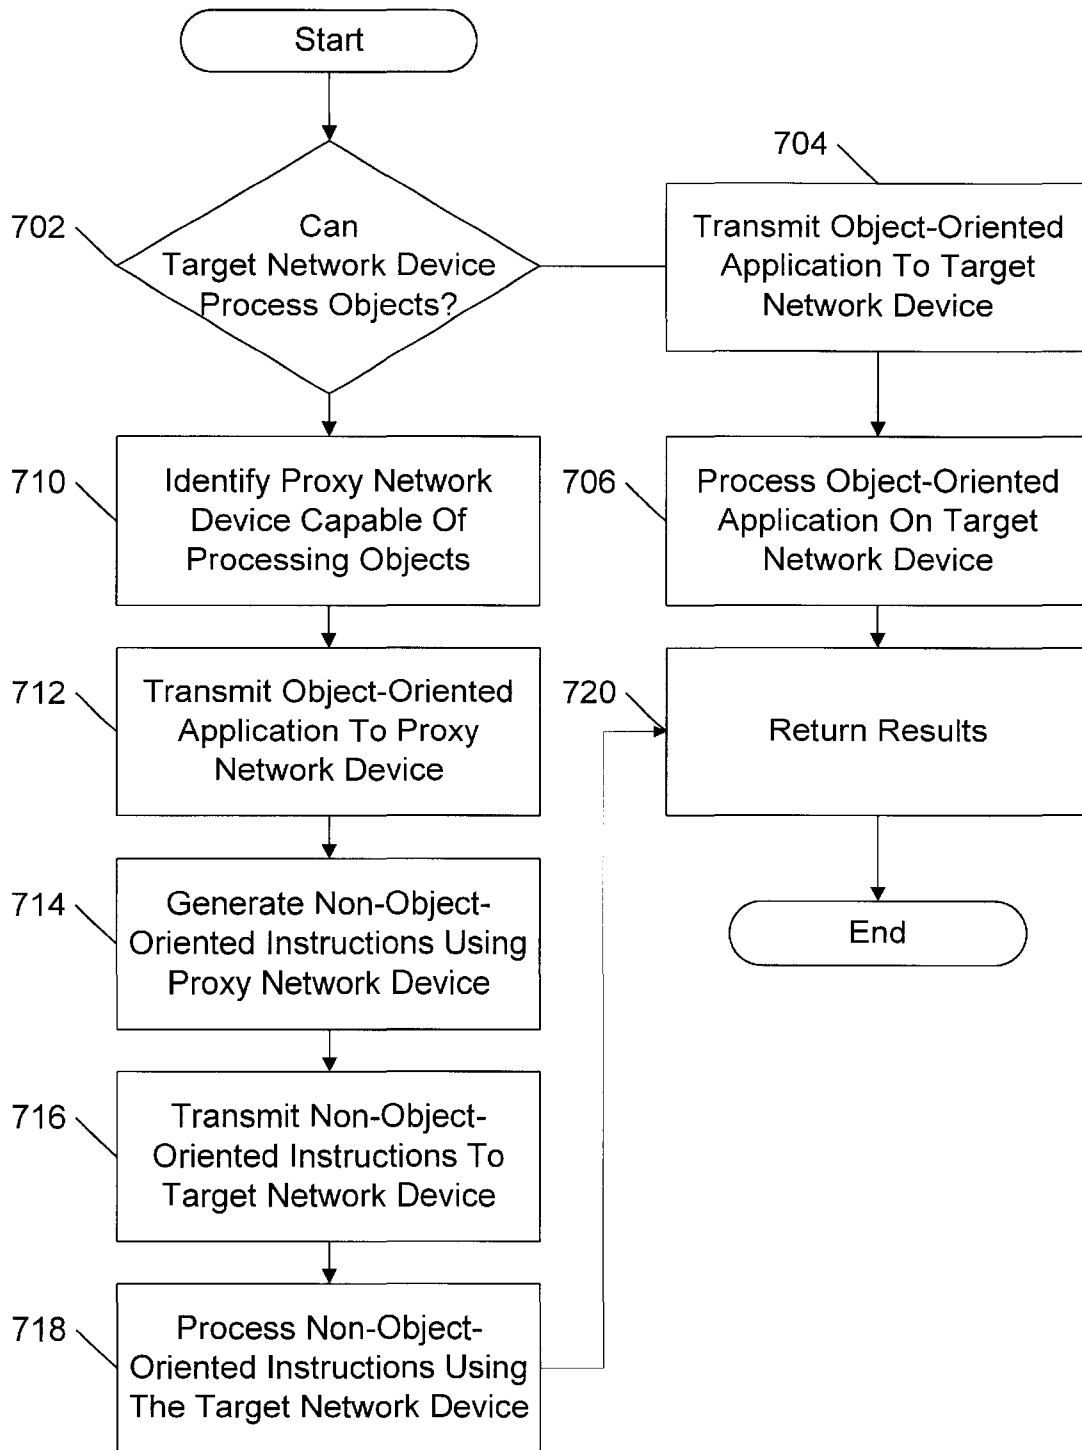 Start
702
Can
Target Network Device
Process Objects?
704
Transmit Object-Oriented
Application To Target
Network Device
710
Identify Proxy Network
Device Capable Of
Processing Objects
706
Process Object-Oriented
Application On Target
Network Device
712
Transmit Object-Oriented
Application To Proxy
Network Device
720
Return Results
714
Generate Non-Object-
Oriented Instructions Using
Proxy Network Device
End
716
Transmit Non-Object-
Oriented Instructions To
Target Network Device
718
Process Non-Object-
Oriented Instructions Using
The Target Network Device